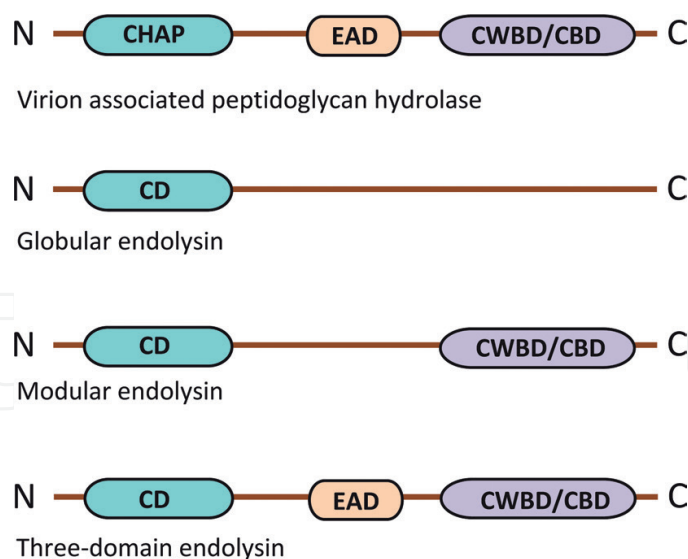 N CHAP EAD CWBD/CBD C
Virion associated peptidoglycan hydrolase
N CD C
Globular endolysin
N CD CWBD/CBD C
Modular endolysin
N CD EAD CWBD/CBD C
Three-domain endolysin